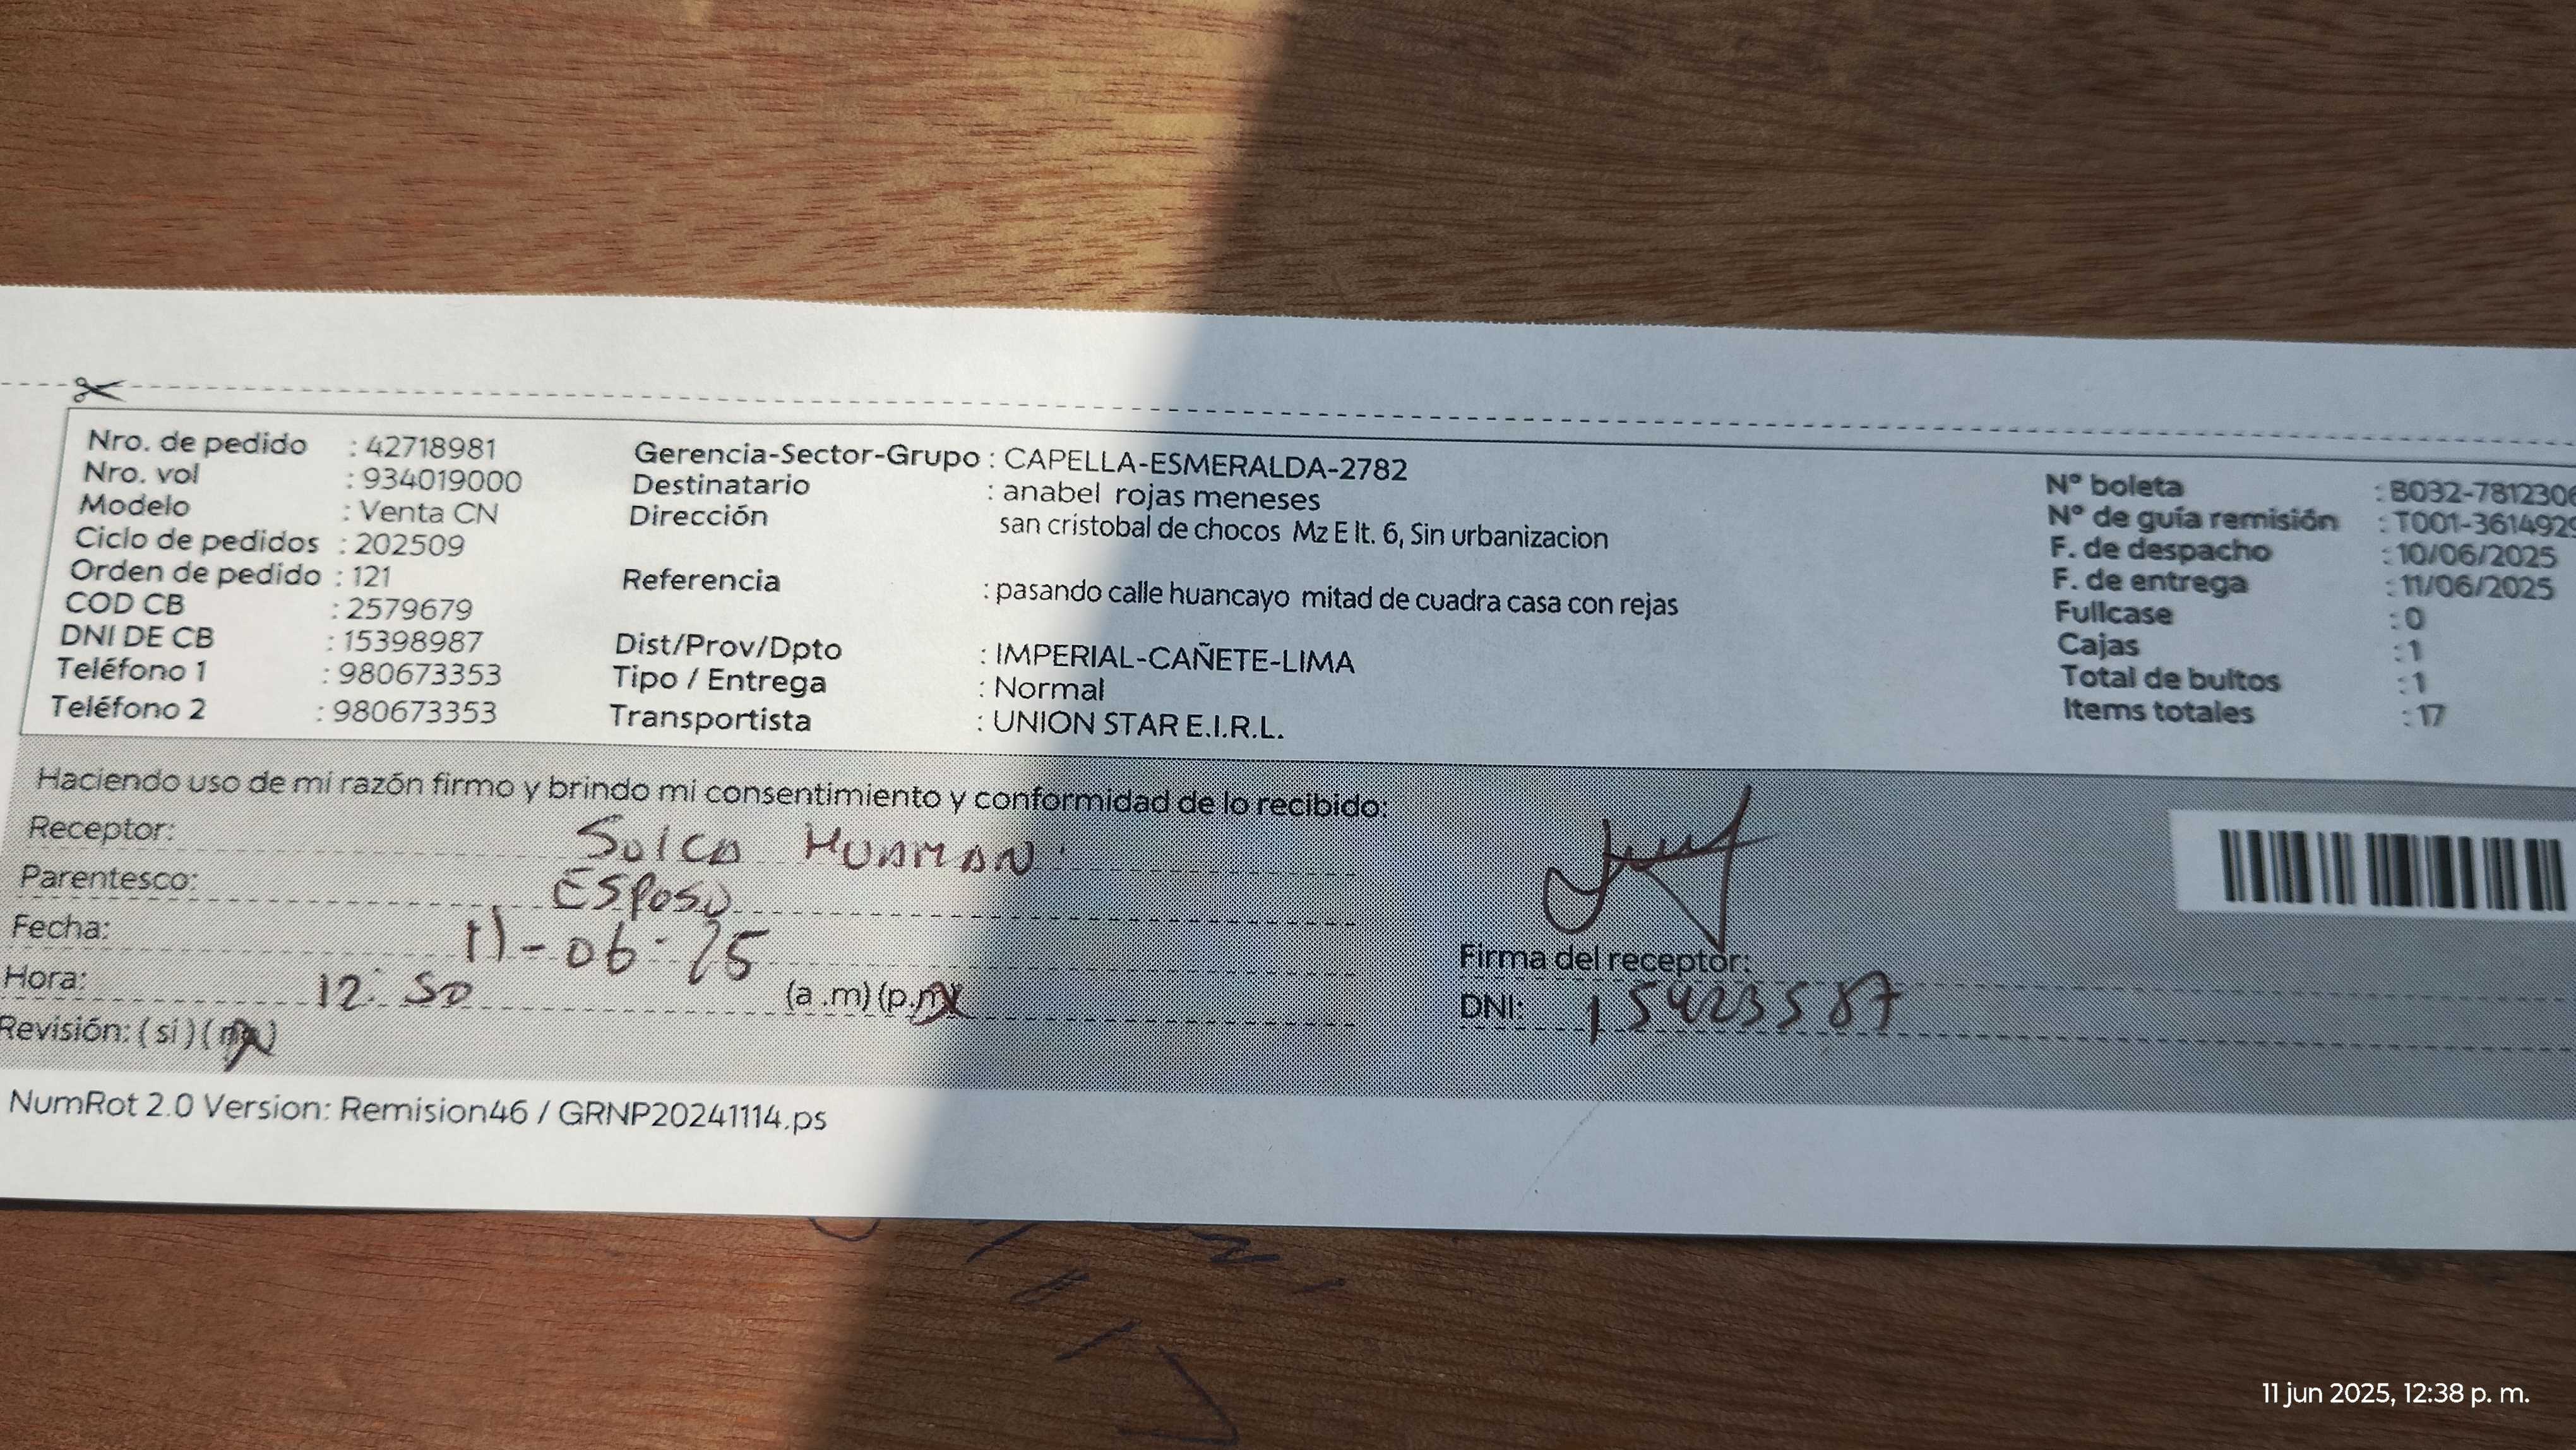 Nro. de pedido : 42718981
Nro. vol : 934019000
Modelo : Venta CN
Ciclo de pedidos : 202509
Orden de pedido : 121
COD CB : 2579679
DNI DE CB : 15398987
Teléfono 1 : 980673353
Teléfono 2 : 980673353
Gerencia-Sector-Grupo : CAPELLA-ESMERALDA-2782
Destinatario : anabel rojas meneses
Dirección san cristobal de chocos Mz E lt. 6, Sin urbanizacion
Referencia : pasando calle huancayo mitad de cuadra casa con rejas
Dist/Prov/Dpto : IMPERIAL-CAÑETE-LIMA
Tipo / Entrega : Normal
Transportista : UNION STAR E.I.R.L.
N° boleta : B032-7812306
N° de guía remisión : T001-3614929
F. de despacho : 10/06/2025
F. de entrega : 11/06/2025
Fullcase : 0
Cajas : 1
Total de bultos : 1
Items totales : 17
Haciendo uso de mi razón firmo y brindo mi consentimiento y conformidad de lo recibido:
Receptor: SULCA HUAMAN
Parentesco: ESPOSO
Fecha: 11-06-25
Hora: 12:50 (a.m) (p.m)
Revisión: (si) (no)
Firma del receptor:
DNI: 15423587
NumRot 2.0 Version: Remision46 / GRNP20241114.ps
11 jun 2025, 12:38 p. m.